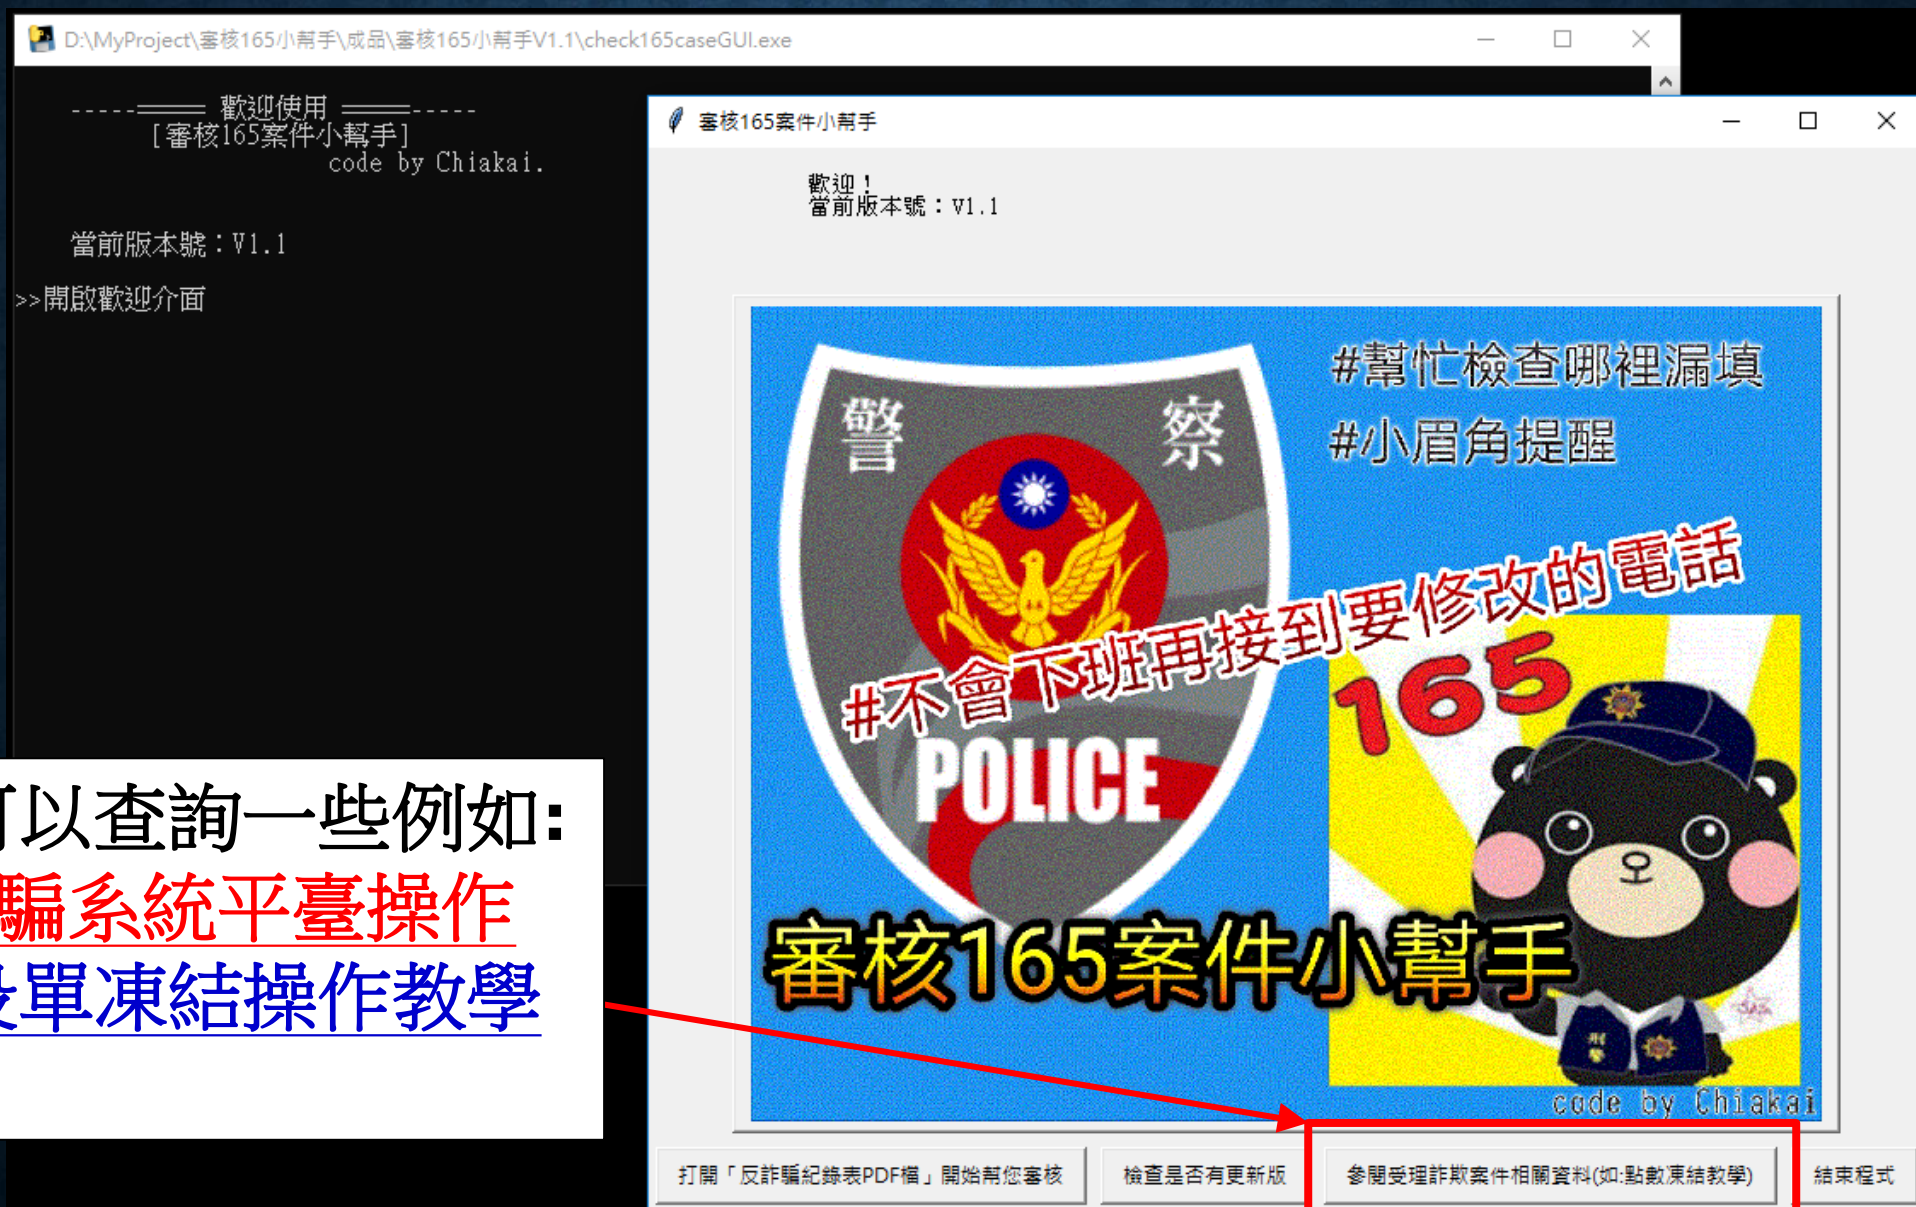 D:\MyProject\審核165小幫手\成品\審核165小幫手V1.1\check165caseGUI.exe
-----═════ 歡迎使用 ═════-----
[審核165案件小幫手]
code by Chiakai.
當前版本號：V1.1
>>開啟歡迎介面
審核165案件小幫手
歡迎！
當前版本號：V1.1
警 察
#幫忙檢查哪裡漏填
#小眉角提醒
#不會下班再接到要修改的電話
POLICE
165
審核165案件小幫手
刑警
code by Chiakai
可以查詢一些例如:
騙系統平臺操作
單凍結操作教學
打開「反詐騙紀錄表PDF檔」開始幫您審核
檢查是否有更新版
參閱受理詐欺案件相關資料(如:點數凍結教學)
結束程式